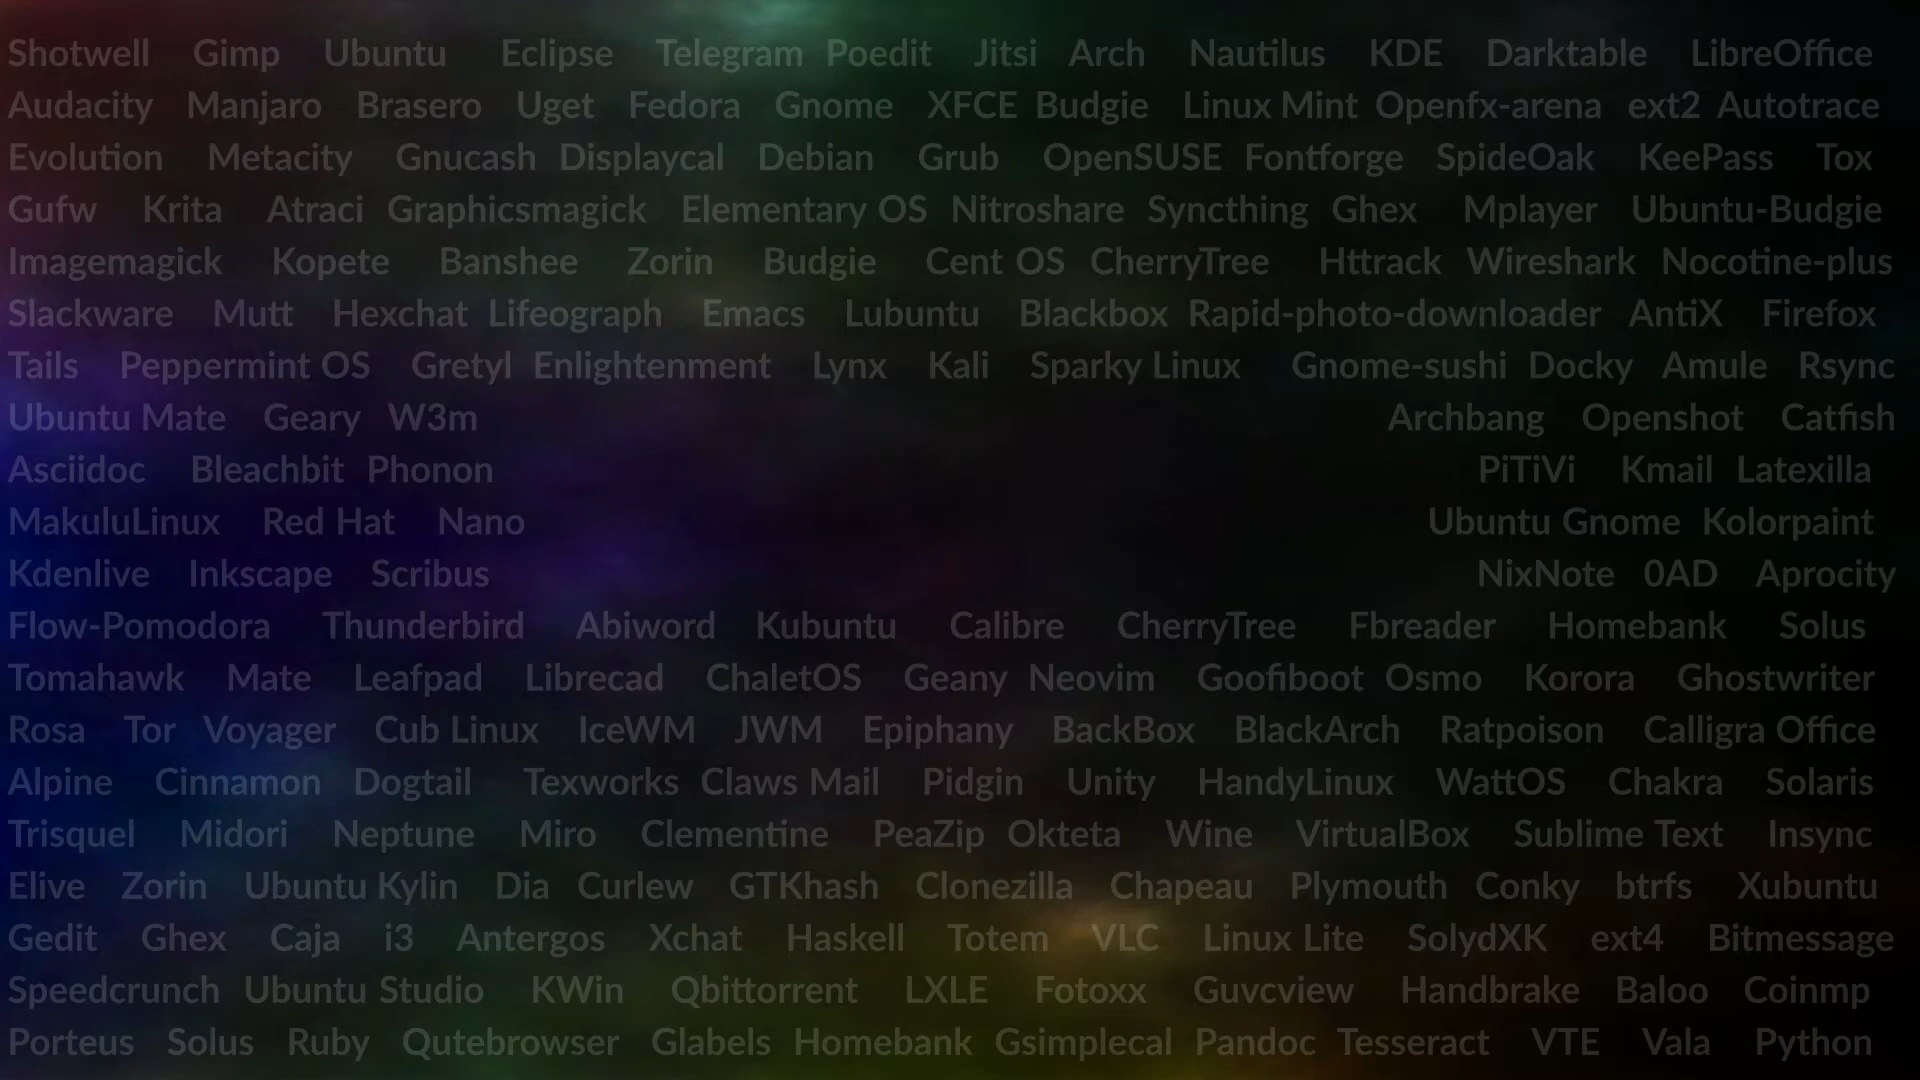 Shotwell Gimp Ubuntu Eclipse Telegram Poedit Jitsi Arch Nautilus KDE Darktable LibreOffice
Audacity Manjaro Brasero Uget Fedora Gnome XFCE Budgie Linux Mint Openfx-arena ext2 Autotrace
Evolution Metacity Gnucash Displaycal Debian Grub OpenSUSE Fontforge SpideOak KeePass Tox
Gufw Krita Atraci Graphicsmagick Elementary OS Nitroshare Syncthing Ghex Mplayer Ubuntu-Budgie
Imagemagick Kopete Banshee Zorin Budgie Cent OS CherryTree Httrack Wireshark Nocotine-plus
Slackware Mutt Hexchat Lifeograph Emacs Lubuntu Blackbox Rapid-photo-downloader AntiX Firefox
Tails Peppermint OS Gretyl Enlightenment Lynx Kali Sparky Linux Gnome-sushi Docky Amule Rsync
Ubuntu Mate Geary W3m Archbang Openshot Catfish
Asciidoc Bleachbit Phonon PiTiVi Kmail Latexilla
MakuluLinux Red Hat Nano Ubuntu Gnome Kolorpaint
Kdenlive Inkscape Scribus NixNote 0AD Aprocity
Flow-Pomodora Thunderbird Abiword Kubuntu Calibre CherryTree Fbreader Homebank Solus
Tomahawk Mate Leafpad Librecad ChaletOS Geany Neovim Goofiboot Osmo Korora Ghostwriter
Rosa Tor Voyager Cub Linux IceWM JWM Epiphany BackBox BlackArch Ratpoison Calligra Office
Alpine Cinnamon Dogtail Texworks Claws Mail Pidgin Unity HandyLinux WattOS Chakra Solaris
Trisquel Midori Neptune Miro Clementine PeaZip Okteta Wine VirtualBox Sublime Text Insync
Elive Zorin Ubuntu Kylin Dia Curlew GTKhash Clonezilla Chapeau Plymouth Conky btrfs Xubuntu
Gedit Ghex Caja i3 Antergos Xchat Haskell Totem VLC Linux Lite SolydXK ext4 Bitmessage
Speedcrunch Ubuntu Studio KWin Qbittorrent LXLE Fotoxx Guvcview Handbrake Baloo Coinmp
Porteus Solus Ruby Qutebrowser Glabels Homebank Gsimplecal Pandoc Tesseract VTE Vala Python